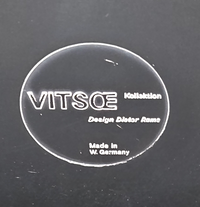 VITSŒ Kollektion
Design Dieter Rams
Made in
W. Germany